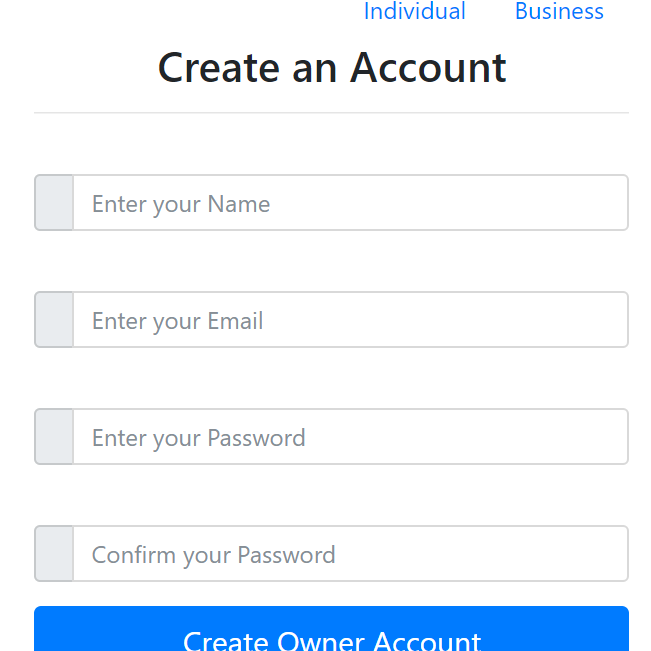 Individual Business
Create an Account
Enter your Name
Enter your Email
Enter your Password
Confirm your Password
Create Owner Account